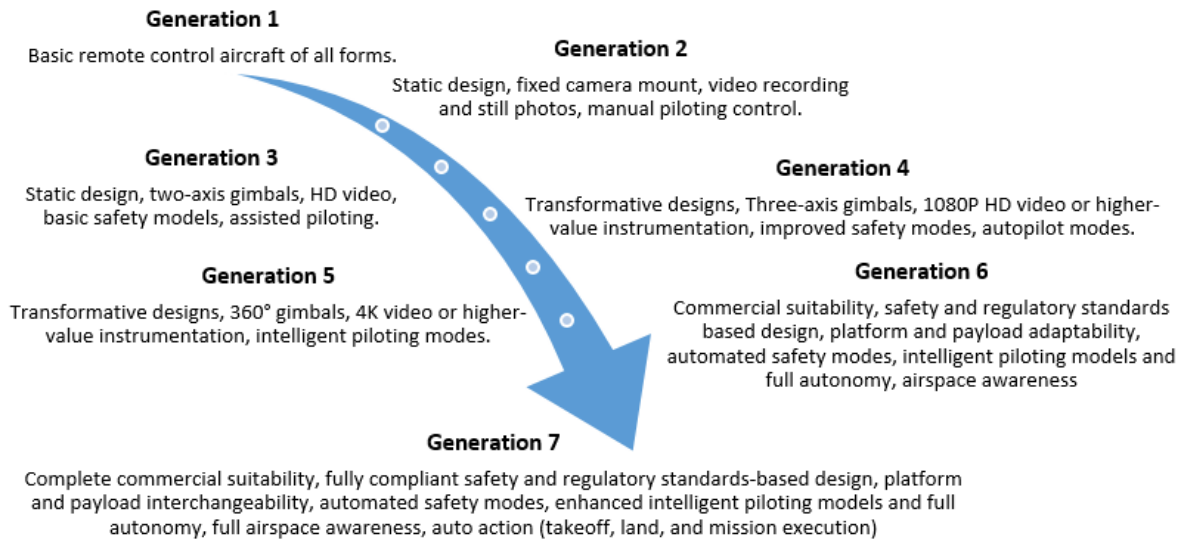 Generation 1
Basic remote control aircraft of all forms.
Generation 2
Static design, fixed camera mount, video recording
and still photos, manual piloting control.
Generation 3
Static design, two-axis gimbals, HD video,
basic safety models, assisted piloting.
Generation 4
Transformative designs, Three-axis gimbals, 1080P HD video or higher-
value instrumentation, improved safety modes, autopilot modes.
Generation 5
Transformative designs, 360° gimbals, 4K video or higher-
value instrumentation, intelligent piloting modes.
Generation 6
Commercial suitability, safety and regulatory standards
based design, platform and payload adaptability,
automated safety modes, intelligent piloting models and
full autonomy, airspace awareness
Generation 7
Complete commercial suitability, fully compliant safety and regulatory standards-based design, platform
and payload interchangeability, automated safety modes, enhanced intelligent piloting models and full
autonomy, full airspace awareness, auto action (takeoff, land, and mission execution)